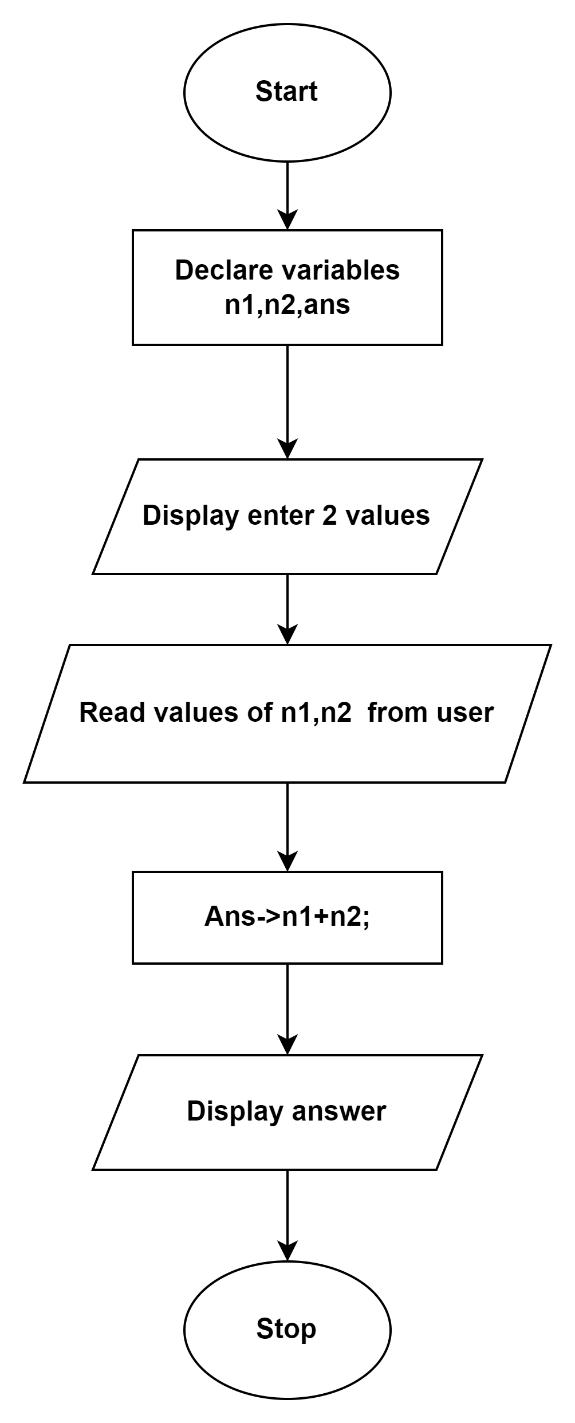 Start
Declare variables
n1,n2,ans
Display enter 2 values
Read values of n1,n2  from user
Ans->n1+n2;
Display answer
Stop